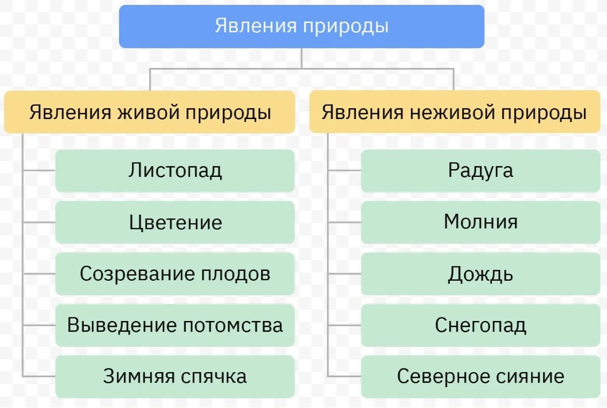 Явления природы
Явления живой природы
Листопад
Цветение
Созревание плодов
Выведение потомства
Зимняя спячка
Явления неживой природы
Радуга
Молния
Дождь
Снегопад
Северное сияние